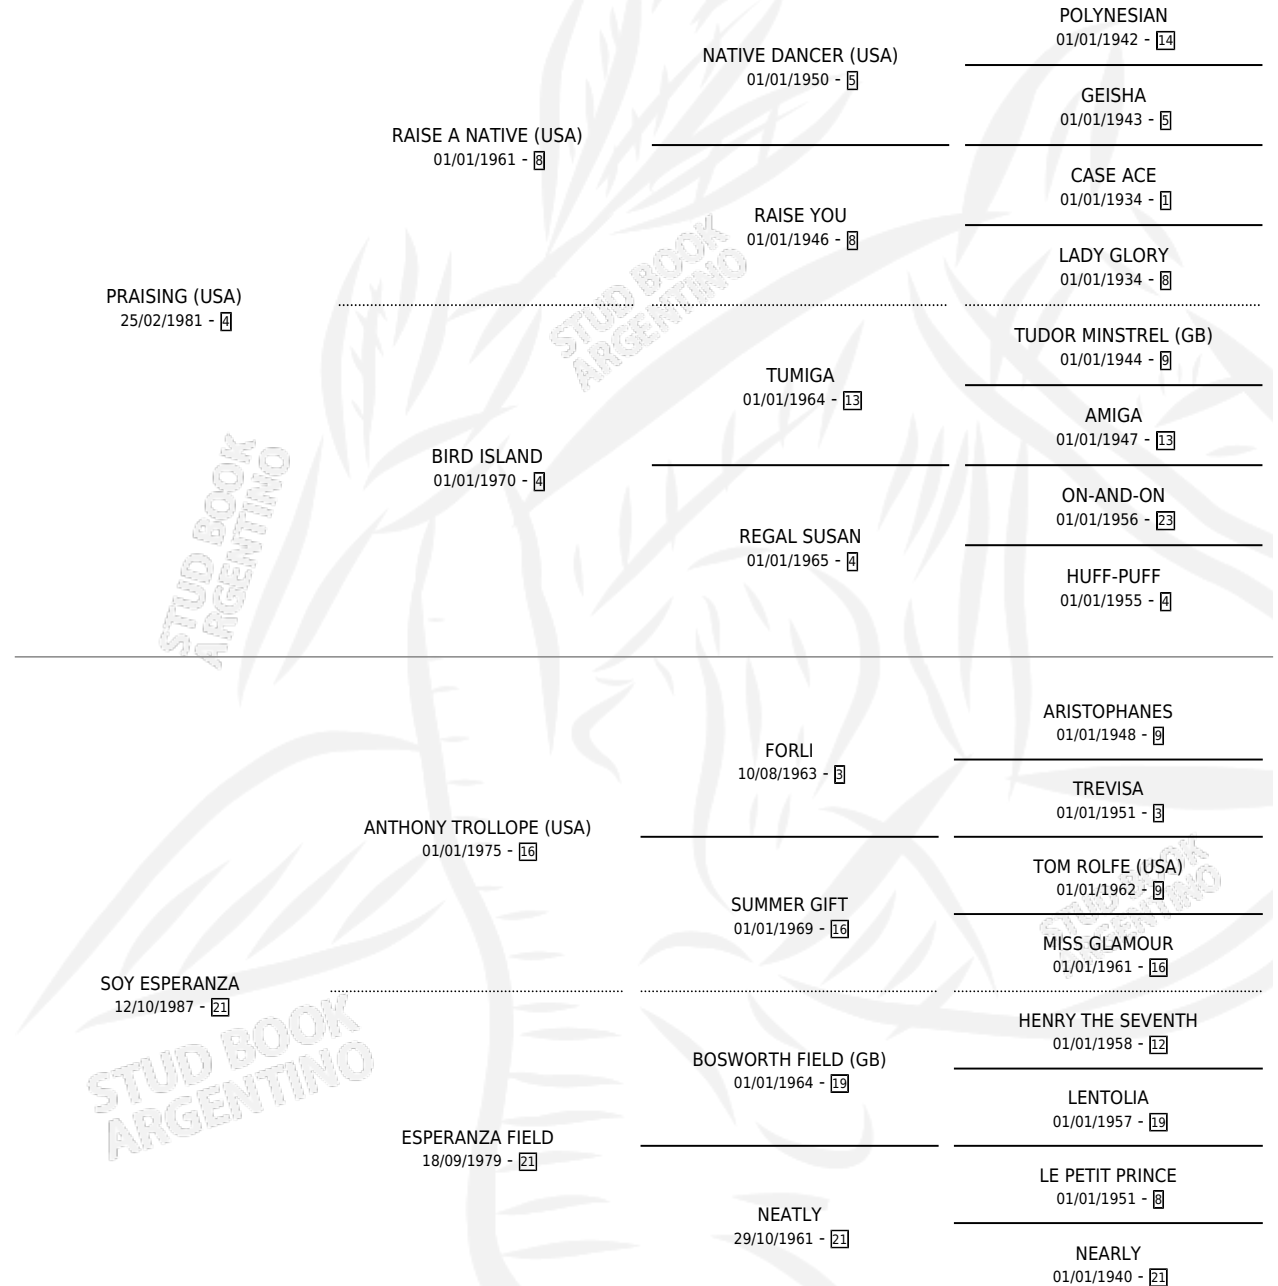 POLYNESIAN
01/01/1942 - 14
NATIVE DANCER (USA)
01/01/1950 - 5
GEISHA
01/01/1943 - 5
RAISE A NATIVE (USA)
01/01/1961 - 8
CASE ACE
01/01/1934 - 1
RAISE YOU
01/01/1946 - 8
LADY GLORY
01/01/1934 - 8
PRAISING (USA)
25/02/1981 - 4
STUD BOOK
ARGENTINO
TUDOR MINSTREL (GB)
01/01/1944 - 9
TUMIGA
01/01/1964 - 13
AMIGA
01/01/1947 - 13
BIRD ISLAND
01/01/1970 - 4
ON-AND-ON
01/01/1956 - 23
REGAL SUSAN
01/01/1965 - 4
HUFF-PUFF
01/01/1955 - 4
STUD BOOK
ARGENTINO
ARISTOPHANES
01/01/1948 - 9
FORLI
10/08/1963 - 3
TREVISA
01/01/1951 - 3
ANTHONY TROLLOPE (USA)
01/01/1975 - 16
TOM ROLFE (USA)
01/01/1962 - 9
SUMMER GIFT
01/01/1969 - 16
STUD BOOK
ARGENTINO
MISS GLAMOUR
01/01/1961 - 16
SOY ESPERANZA
12/10/1987 - 21
HENRY THE SEVENTH
01/01/1958 - 12
BOSWORTH FIELD (GB)
01/01/1964 - 19
STUD BOOK
ARGENTINO
LENTOLIA
01/01/1957 - 19
ESPERANZA FIELD
18/09/1979 - 21
LE PETIT PRINCE
01/01/1951 - 8
NEATLY
29/10/1961 - 21
NEARLY
01/01/1940 - 21